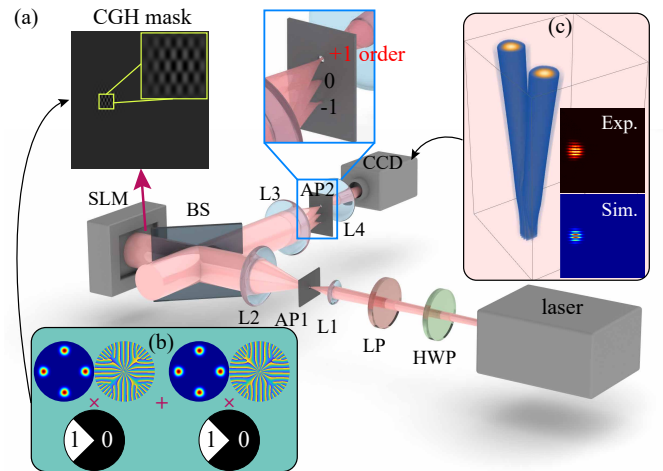 (a)
CGH mask
+1 order
0
-1
(c)
Exp.
Sim.
CCD
AP2
L4
L3
BS
SLM
L2
AP1
L1
LP
HWP
laser
(b)
× + ×
1 0 1 0